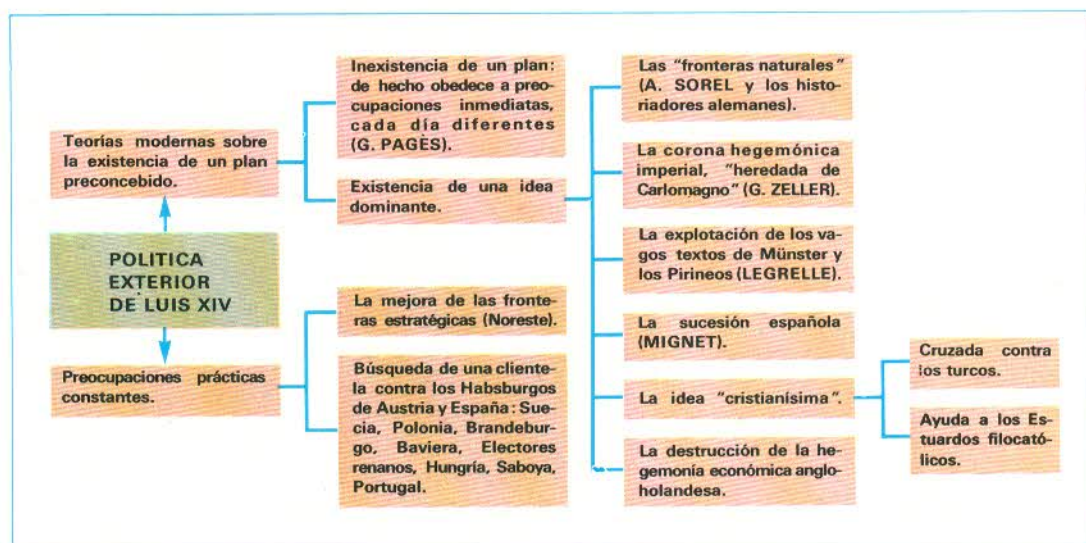 Teorías modernas sobre
la existencia de un plan
preconcebido.
POLITICA
EXTERIOR
DE LUIS XIV
Preocupaciones prácticas
constantes.
Inexistencia de un plan:
de hecho obedece a preo-
cupaciones inmediatas,
cada día diferentes
(G. PAGÈS).
Existencia de una idea
dominante.
La mejora de las fronte-
ras estratégicas (Noreste).
Búsqueda de una cliente-
la contra los Habsburgos
de Austria y España: Sue-
cia, Polonia, Brandebur-
go, Baviera, Electores
renanos, Hungría, Saboya,
Portugal.
Las "fronteras naturales"
(A. SOREL y los histo-
riadores alemanes).
La corona hegemónica
imperial, "heredada de
Carlomagno" (G. ZELLER).
La explotación de los va-
gos textos de Münster y
los Pirineos (LEGRELLE).
La sucesión española
(MIGNET).
La idea "cristianísima".
La destrucción de la he-
gemonía económica anglo-
holandesa.
Cruzada contra
los turcos.
Ayuda a los Es-
tuardos filocató-
licos.